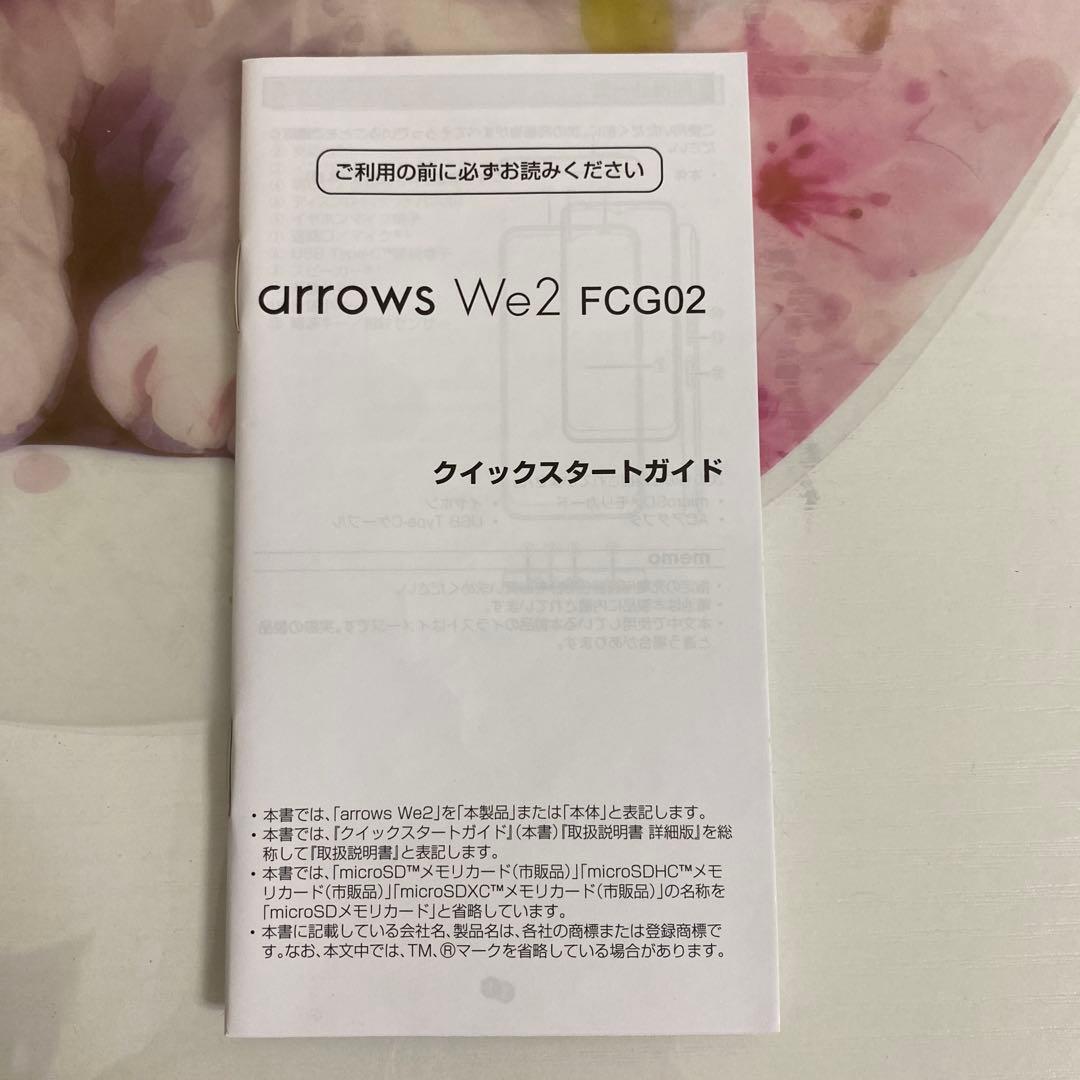 ご利用の前に必ずお読みください
arrows We2 FCG02
クイックスタートガイド
・本書では、「arrows We2」を「本製品」または「本体」と表記します。
・本書では、『クイックスタートガイド』（本書）『取扱説明書 詳細版』を総
称して『取扱説明書』と表記します。
・本書では、「microSD™メモリカード（市販品）」「microSDHC™メモ
リカード（市販品）」「microSDXC™メモリカード（市販品）」の名称を
「microSDメモリカード」と省略しています。
・本書に記載している会社名、製品名は、各社の商標または登録商標で
す。なお、本文中では、TM、Ⓡマークを省略している場合があります。